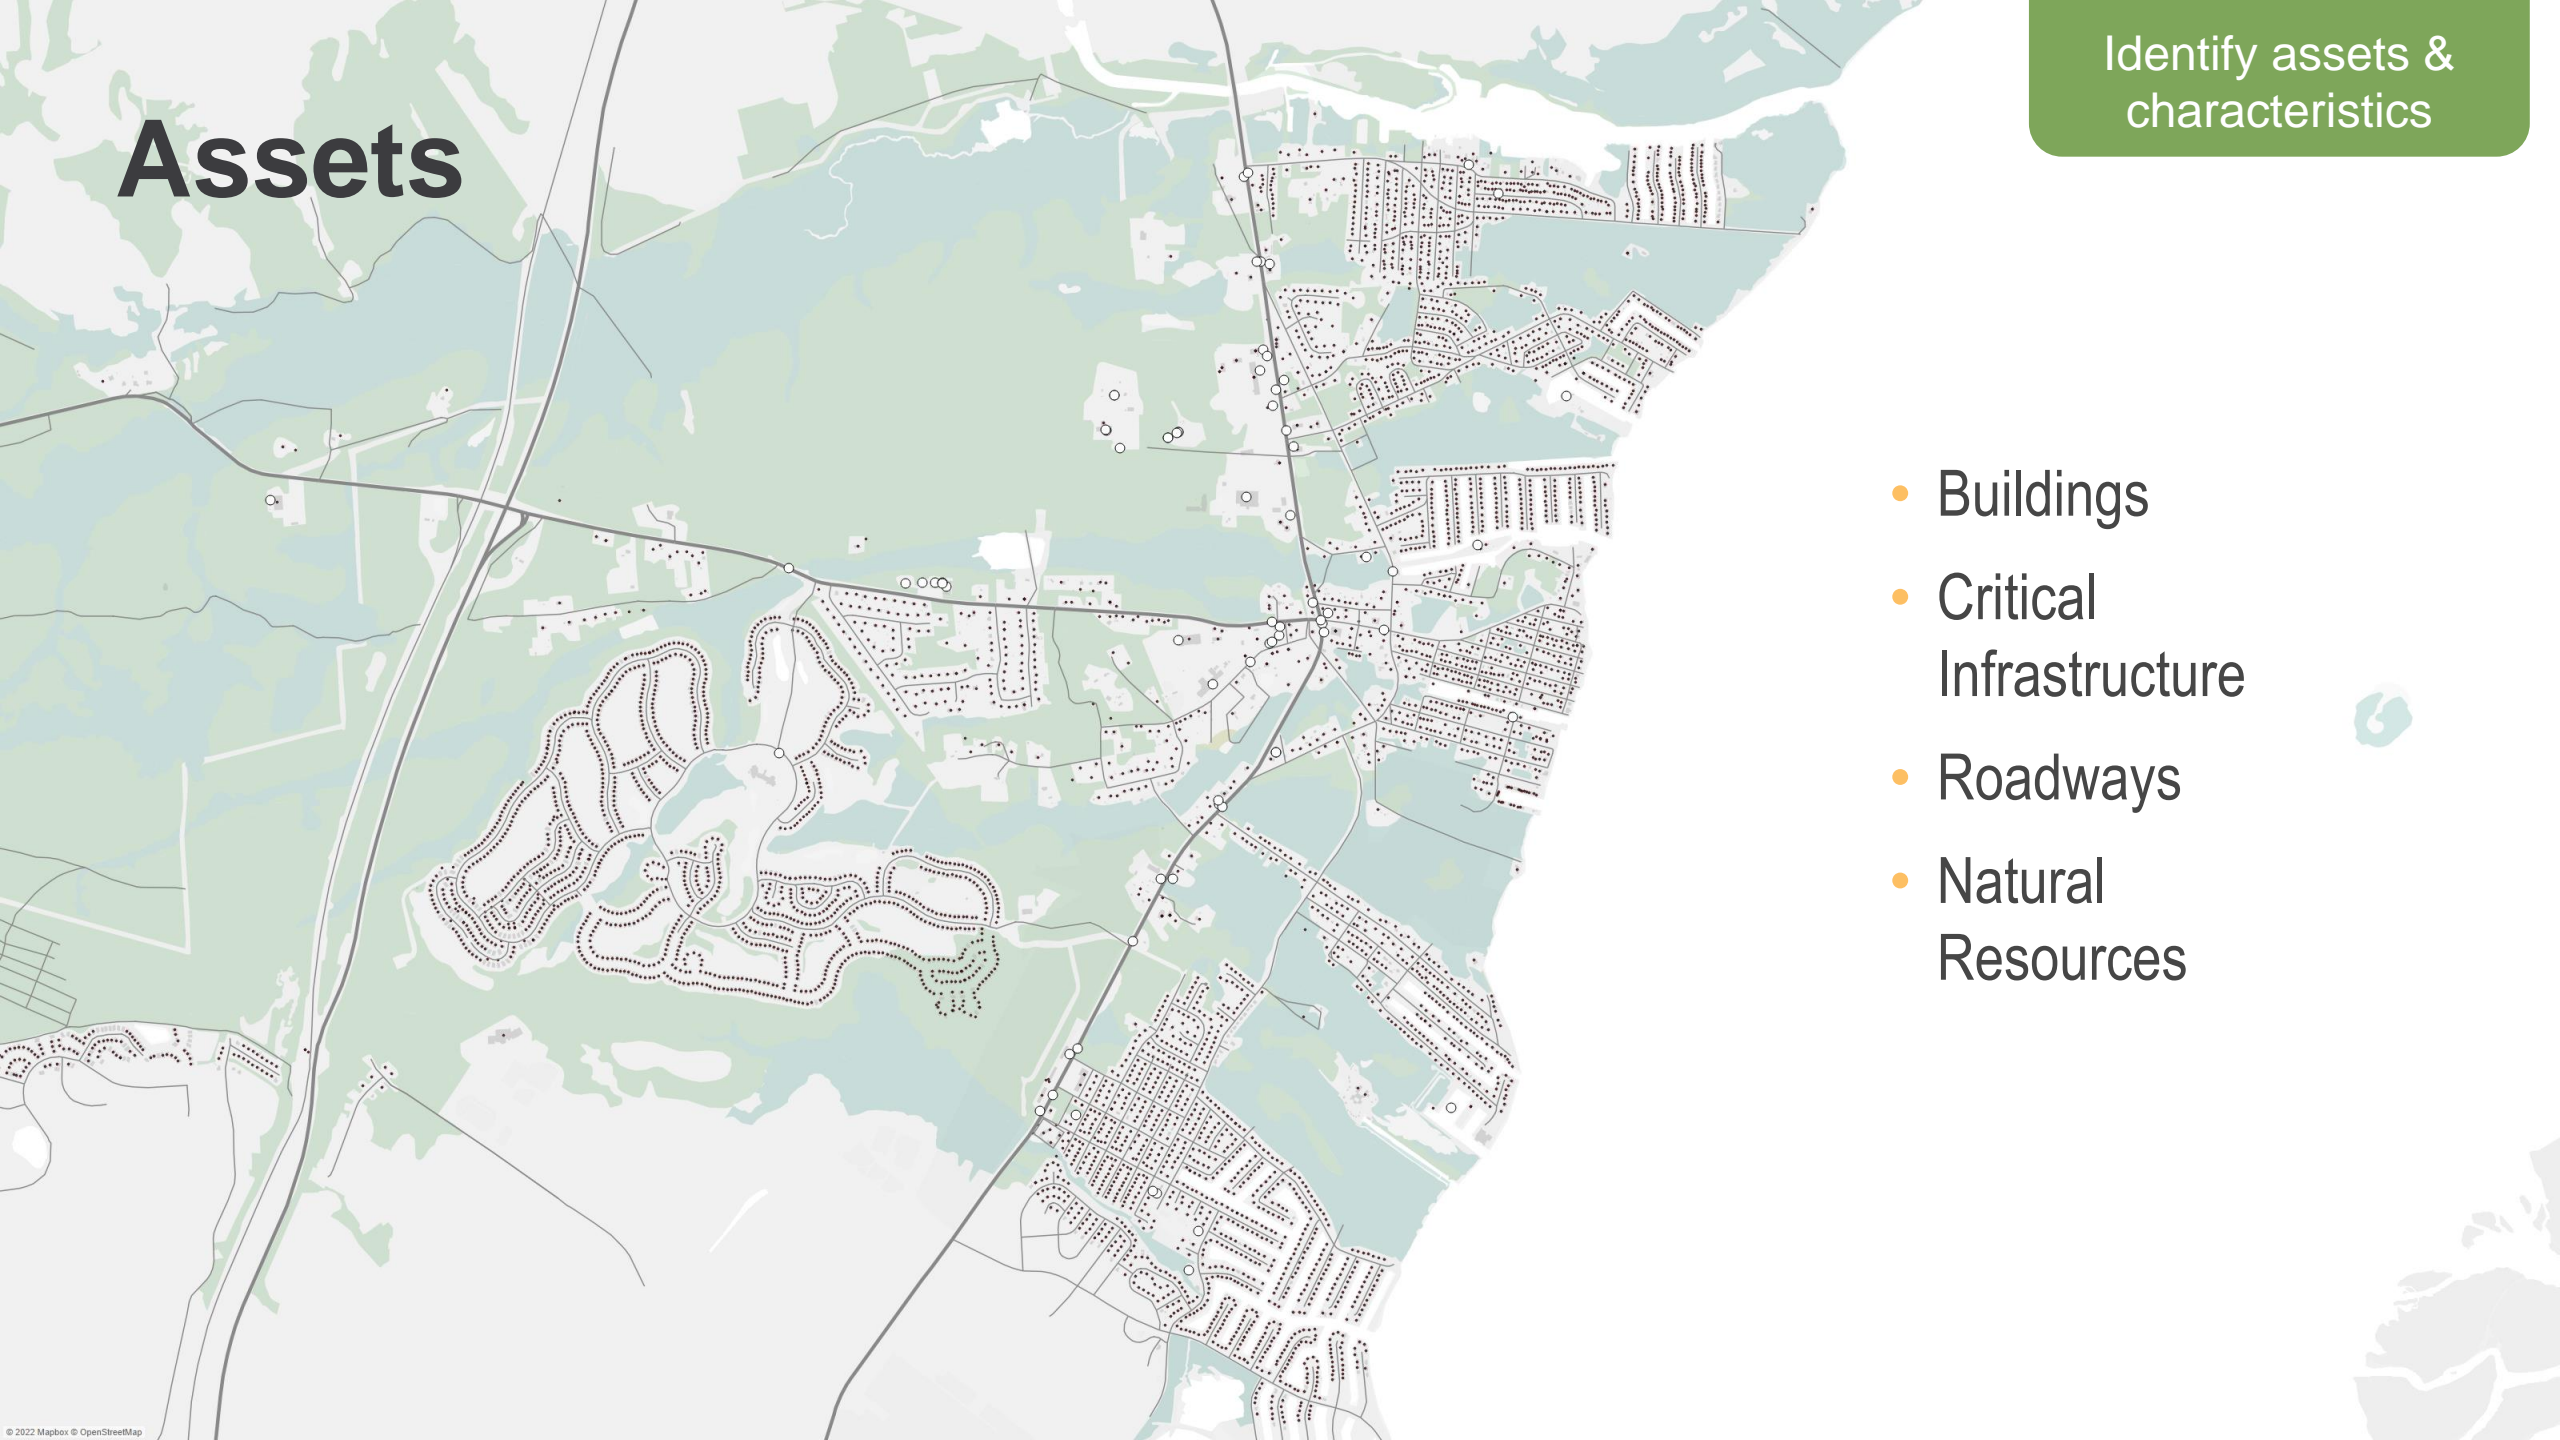 Assets
Identify assets &
characteristics
• Buildings
• Critical
Infrastructure
• Roadways
• Natural
Resources
© 2022 Mapbox © OpenStreetMap